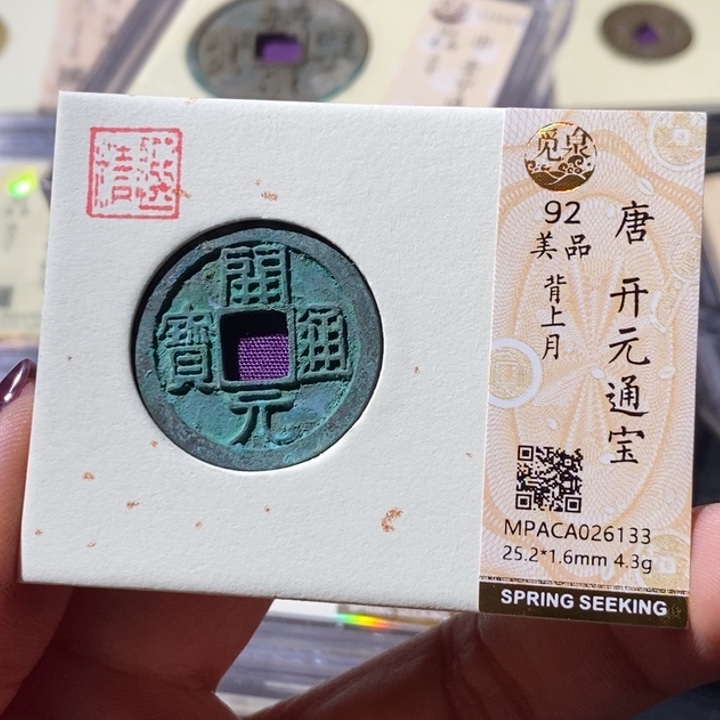 開元通寶
觅泉
唐 开元通宝
92
美品
背上月
MPACA026133
25.2*1.6mm 4.3g
SPRING SEEKING